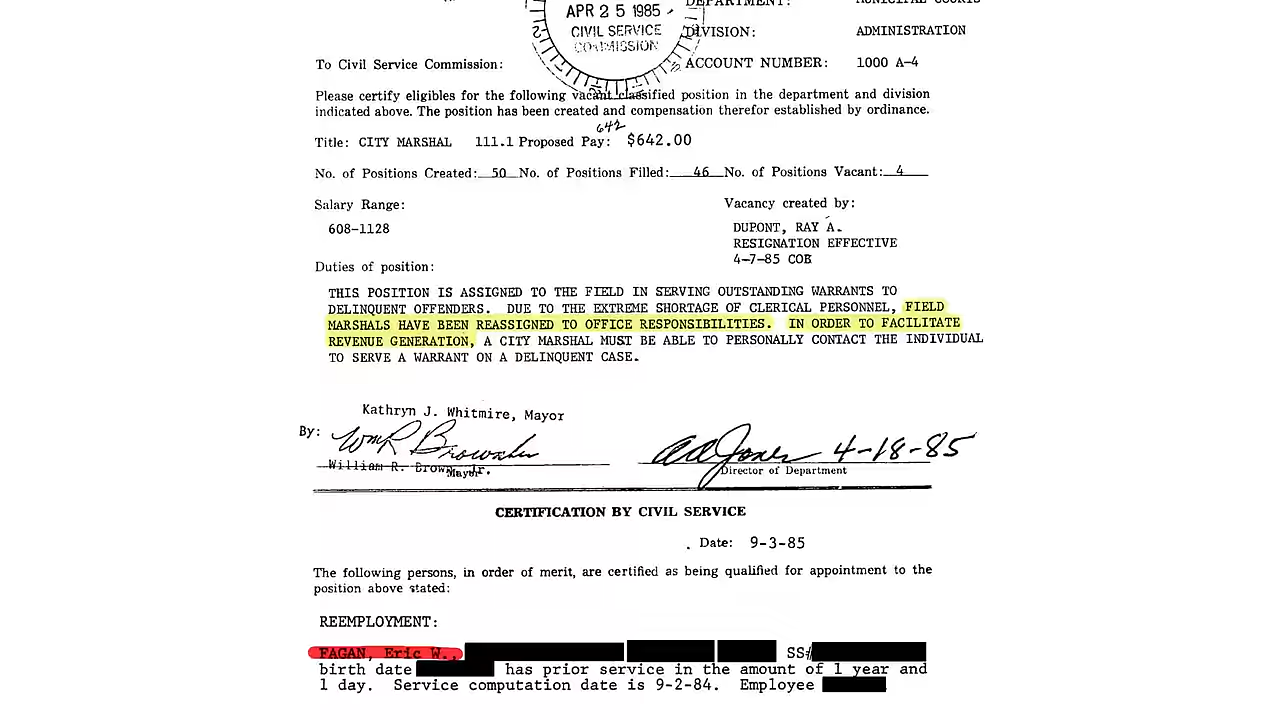 DEPARTMENT: MUNICIPAL COURTS
APR 25 1985
CIVIL SERVICE
COMMISSION
DIVISION: ADMINISTRATION
To Civil Service Commission: ACCOUNT NUMBER: 1000 A-4
Please certify eligibles for the following vacant classified position in the department and division
indicated above. The position has been created and compensation therefor established by ordinance.
642
Title: CITY MARSHAL 111.1 Proposed Pay: $642.00
No. of Positions Created: 50 No. of Positions Filled: 46 No. of Positions Vacant: 4
Salary Range: Vacancy created by:
608-1128 DUPONT, RAY A.
RESIGNATION EFFECTIVE
4-7-85 COB
Duties of position:
THIS POSITION IS ASSIGNED TO THE FIELD IN SERVING OUTSTANDING WARRANTS TO
DELINQUENT OFFENDERS. DUE TO THE EXTREME SHORTAGE OF CLERICAL PERSONNEL, FIELD
MARSHALS HAVE BEEN REASSIGNED TO OFFICE RESPONSIBILITIES. IN ORDER TO FACILITATE
REVENUE GENERATION, A CITY MARSHAL MUST BE ABLE TO PERSONALLY CONTACT THE INDIVIDUAL
TO SERVE A WARRANT ON A DELINQUENT CASE.
Kathryn J. Whitmire, Mayor
By:
4-18-85
William R. Brown, Jr.
Mayor Director of Department
CERTIFICATION BY CIVIL SERVICE
Date: 9-3-85
The following persons, in order of merit, are certified as being qualified for appointment to the
position above stated:
REEMPLOYMENT:
FAGAN, Eric W., SS#
birth date has prior service in the amount of 1 year and
1 day. Service computation date is 9-2-84. Employee